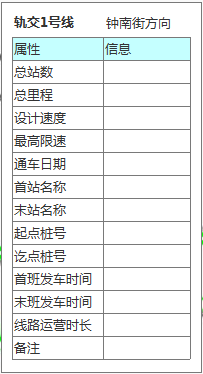 轨交1号线 钟南街方向
属性 信息
总站数
总里程
设计速度
最高限速
通车日期
首站名称
末站名称
起点桩号
讫点桩号
首班发车时间
末班发车时间
线路运营时长
备注